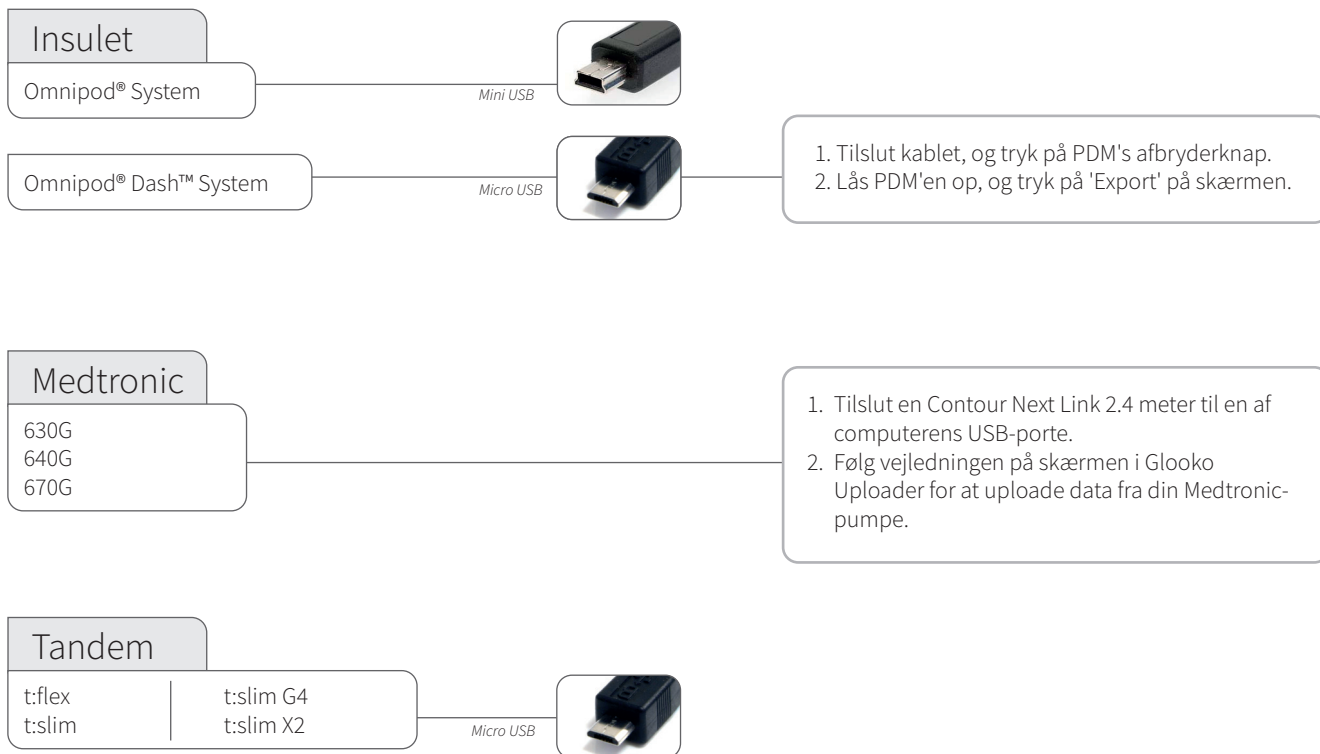 Insulet
Omnipod® System
Mini USB
Omnipod® Dash™ System
Micro USB
1. Tilslut kablet, og tryk på PDM's afbryderknap.
2. Lås PDM'en op, og tryk på 'Export' på skærmen.
Medtronic
630G
640G
670G
1. Tilslut en Contour Next Link 2.4 meter til en af
computerens USB-porte.
2. Følg vejledningen på skærmen i Glooko
Uploader for at uploade data fra din Medtronic-
pumpe.
Tandem
t:flex
t:slim
t:slim G4
t:slim X2
Micro USB